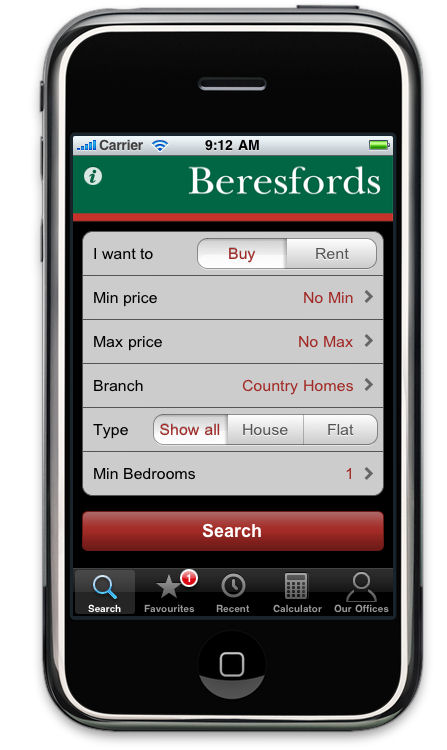 Carrier 9:12 AM
i Beresfords
I want to Buy Rent
Min price No Min
Max price No Max
Branch Country Homes
Type Show all House Flat
Min Bedrooms 1
Search
1
Search Favourites Recent Calculator Our Offices